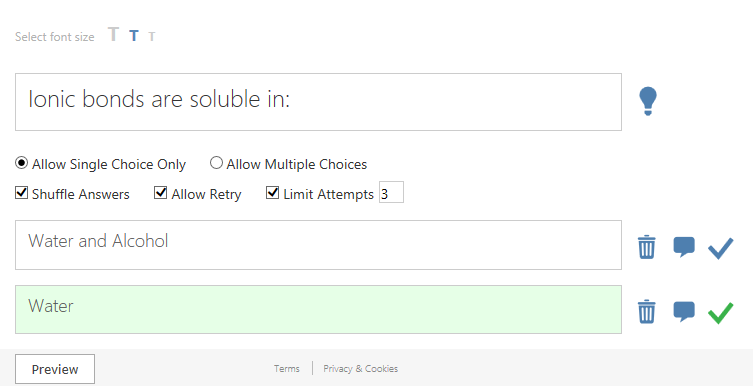 Select font size T T T
Ionic bonds are soluble in:
Allow Single Choice Only Allow Multiple Choices
Shuffle Answers Allow Retry Limit Attempts 3
Water and Alcohol
Water
Preview Terms Privacy & Cookies